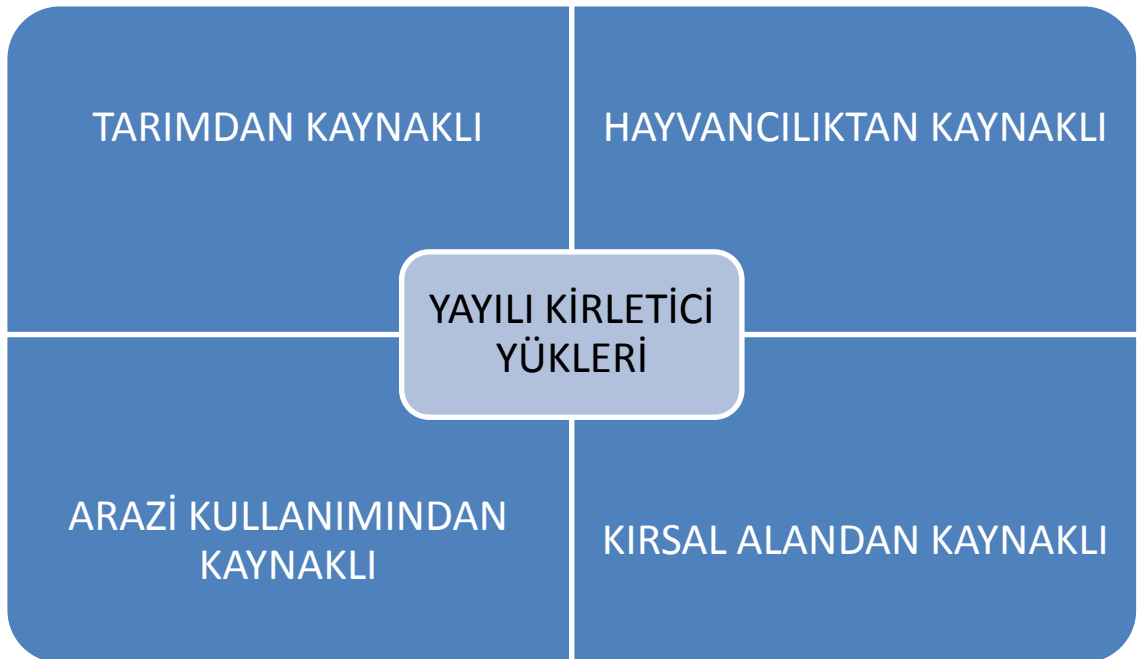 TARIMDAN KAYNAKLI
HAYVANCILIKTAN KAYNAKLI
YAYILI KİRLETİCİ
YÜKLERİ
ARAZİ KULLANIMINDAN
KAYNAKLI
KIRSAL ALANDAN KAYNAKLI